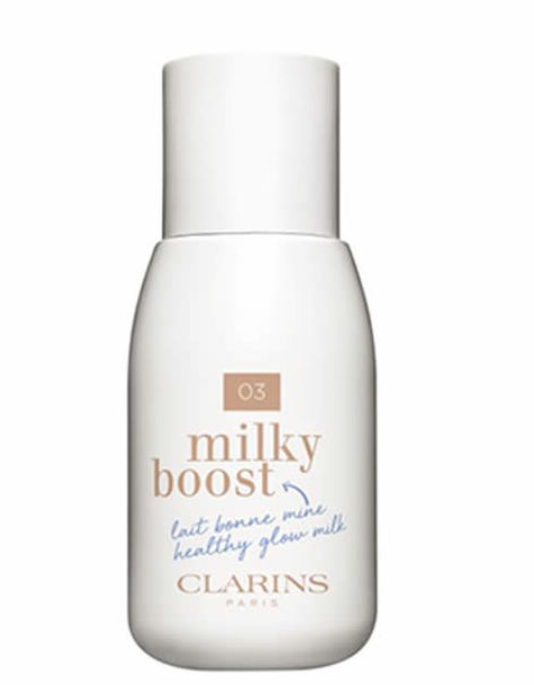 03
milky
boost
lait bonne mine
healthy glow milk
CLARINS
PARIS